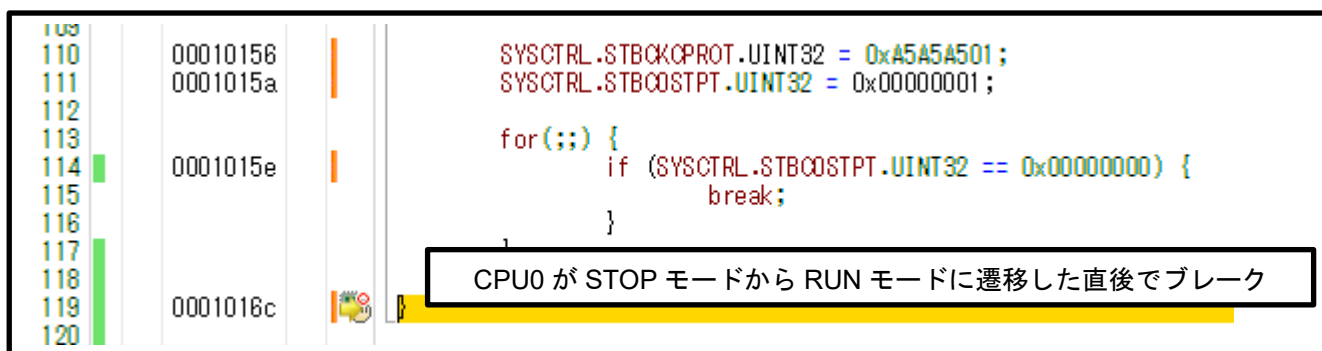 109
110 00010156 SYSCTRL.STBCKCPROT.UINT32 = 0xA5A5A501;
111 0001015a SYSCTRL.STBC0STPT.UINT32 = 0x00000001;
112
113 for(;;) {
114 0001015e if (SYSCTRL.STBC0STPT.UINT32 == 0x00000000) {
115 break;
116 }
117 }
118 CPU0 が STOP モードから RUN モードに遷移した直後でブレーク
119 0001016c }
120